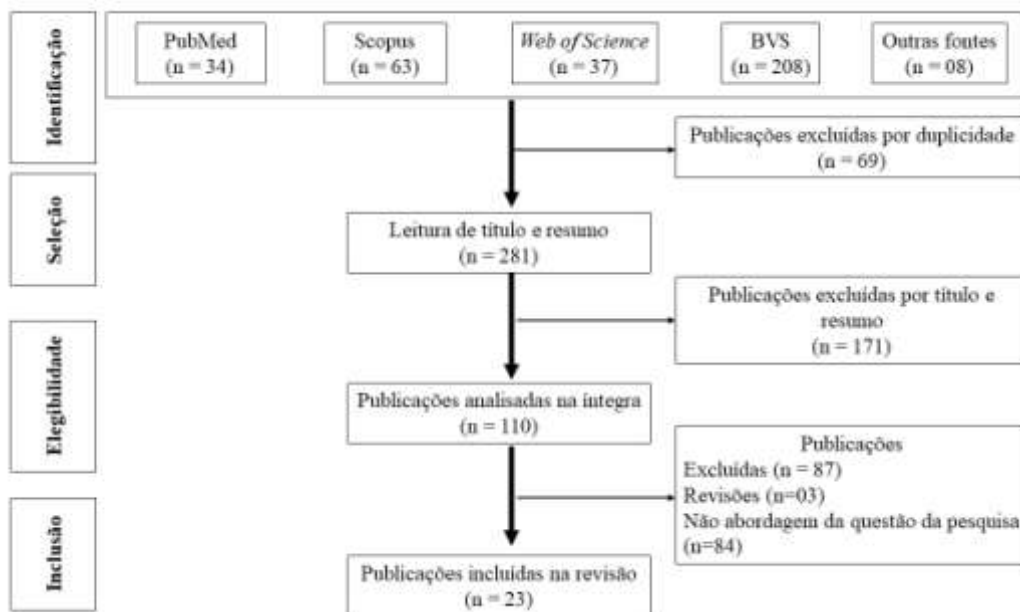 Identificação
PubMed
(n = 34)
Scopus
(n = 63)
Web of Science
(n = 37)
BVS
(n = 208)
Outras fontes
(n = 08)
Publicações excluídas por duplicidade
(n = 69)
Seleção
Leitura de título e resumo
(n = 281)
Publicações excluídas por título e
resumo
(n = 171)
Elegibilidade
Publicações analisadas na íntegra
(n = 110)
Publicações
Excluídas (n = 87)
Revisões (n=03)
Não abordagem da questão da pesquisa
(n=84)
Inclusão
Publicações incluídas na revisão
(n = 23)